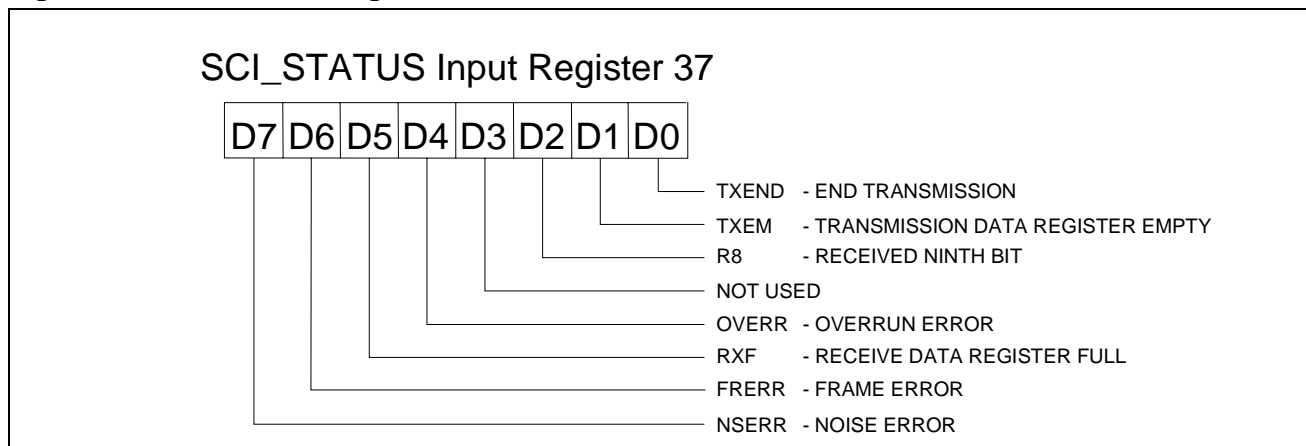 SCI_STATUS Input Register 37
D7 D6 D5 D4 D3 D2 D1 D0
TXEND - END TRANSMISSION
TXEM - TRANSMISSION DATA REGISTER EMPTY
R8 - RECEIVED NINTH BIT
NOT USED
OVERR - OVERRUN ERROR
RXF - RECEIVE DATA REGISTER FULL
FRERR - FRAME ERROR
NSERR - NOISE ERROR